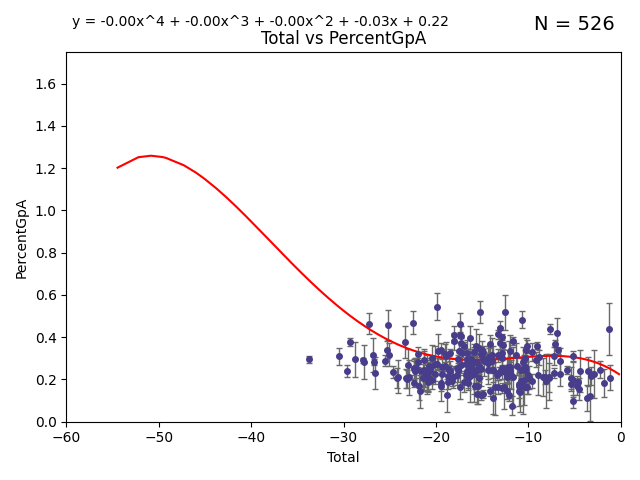 y = -0.00x^4 + -0.00x^3 + -0.00x^2 + -0.03x + 0.22
N = 526
Total vs PercentGpA
PercentGpA
1.6
1.4
1.2
1.0
0.8
0.6
0.4
0.2
0.0
−60 −50 −40 −30 −20 −10 0
Total